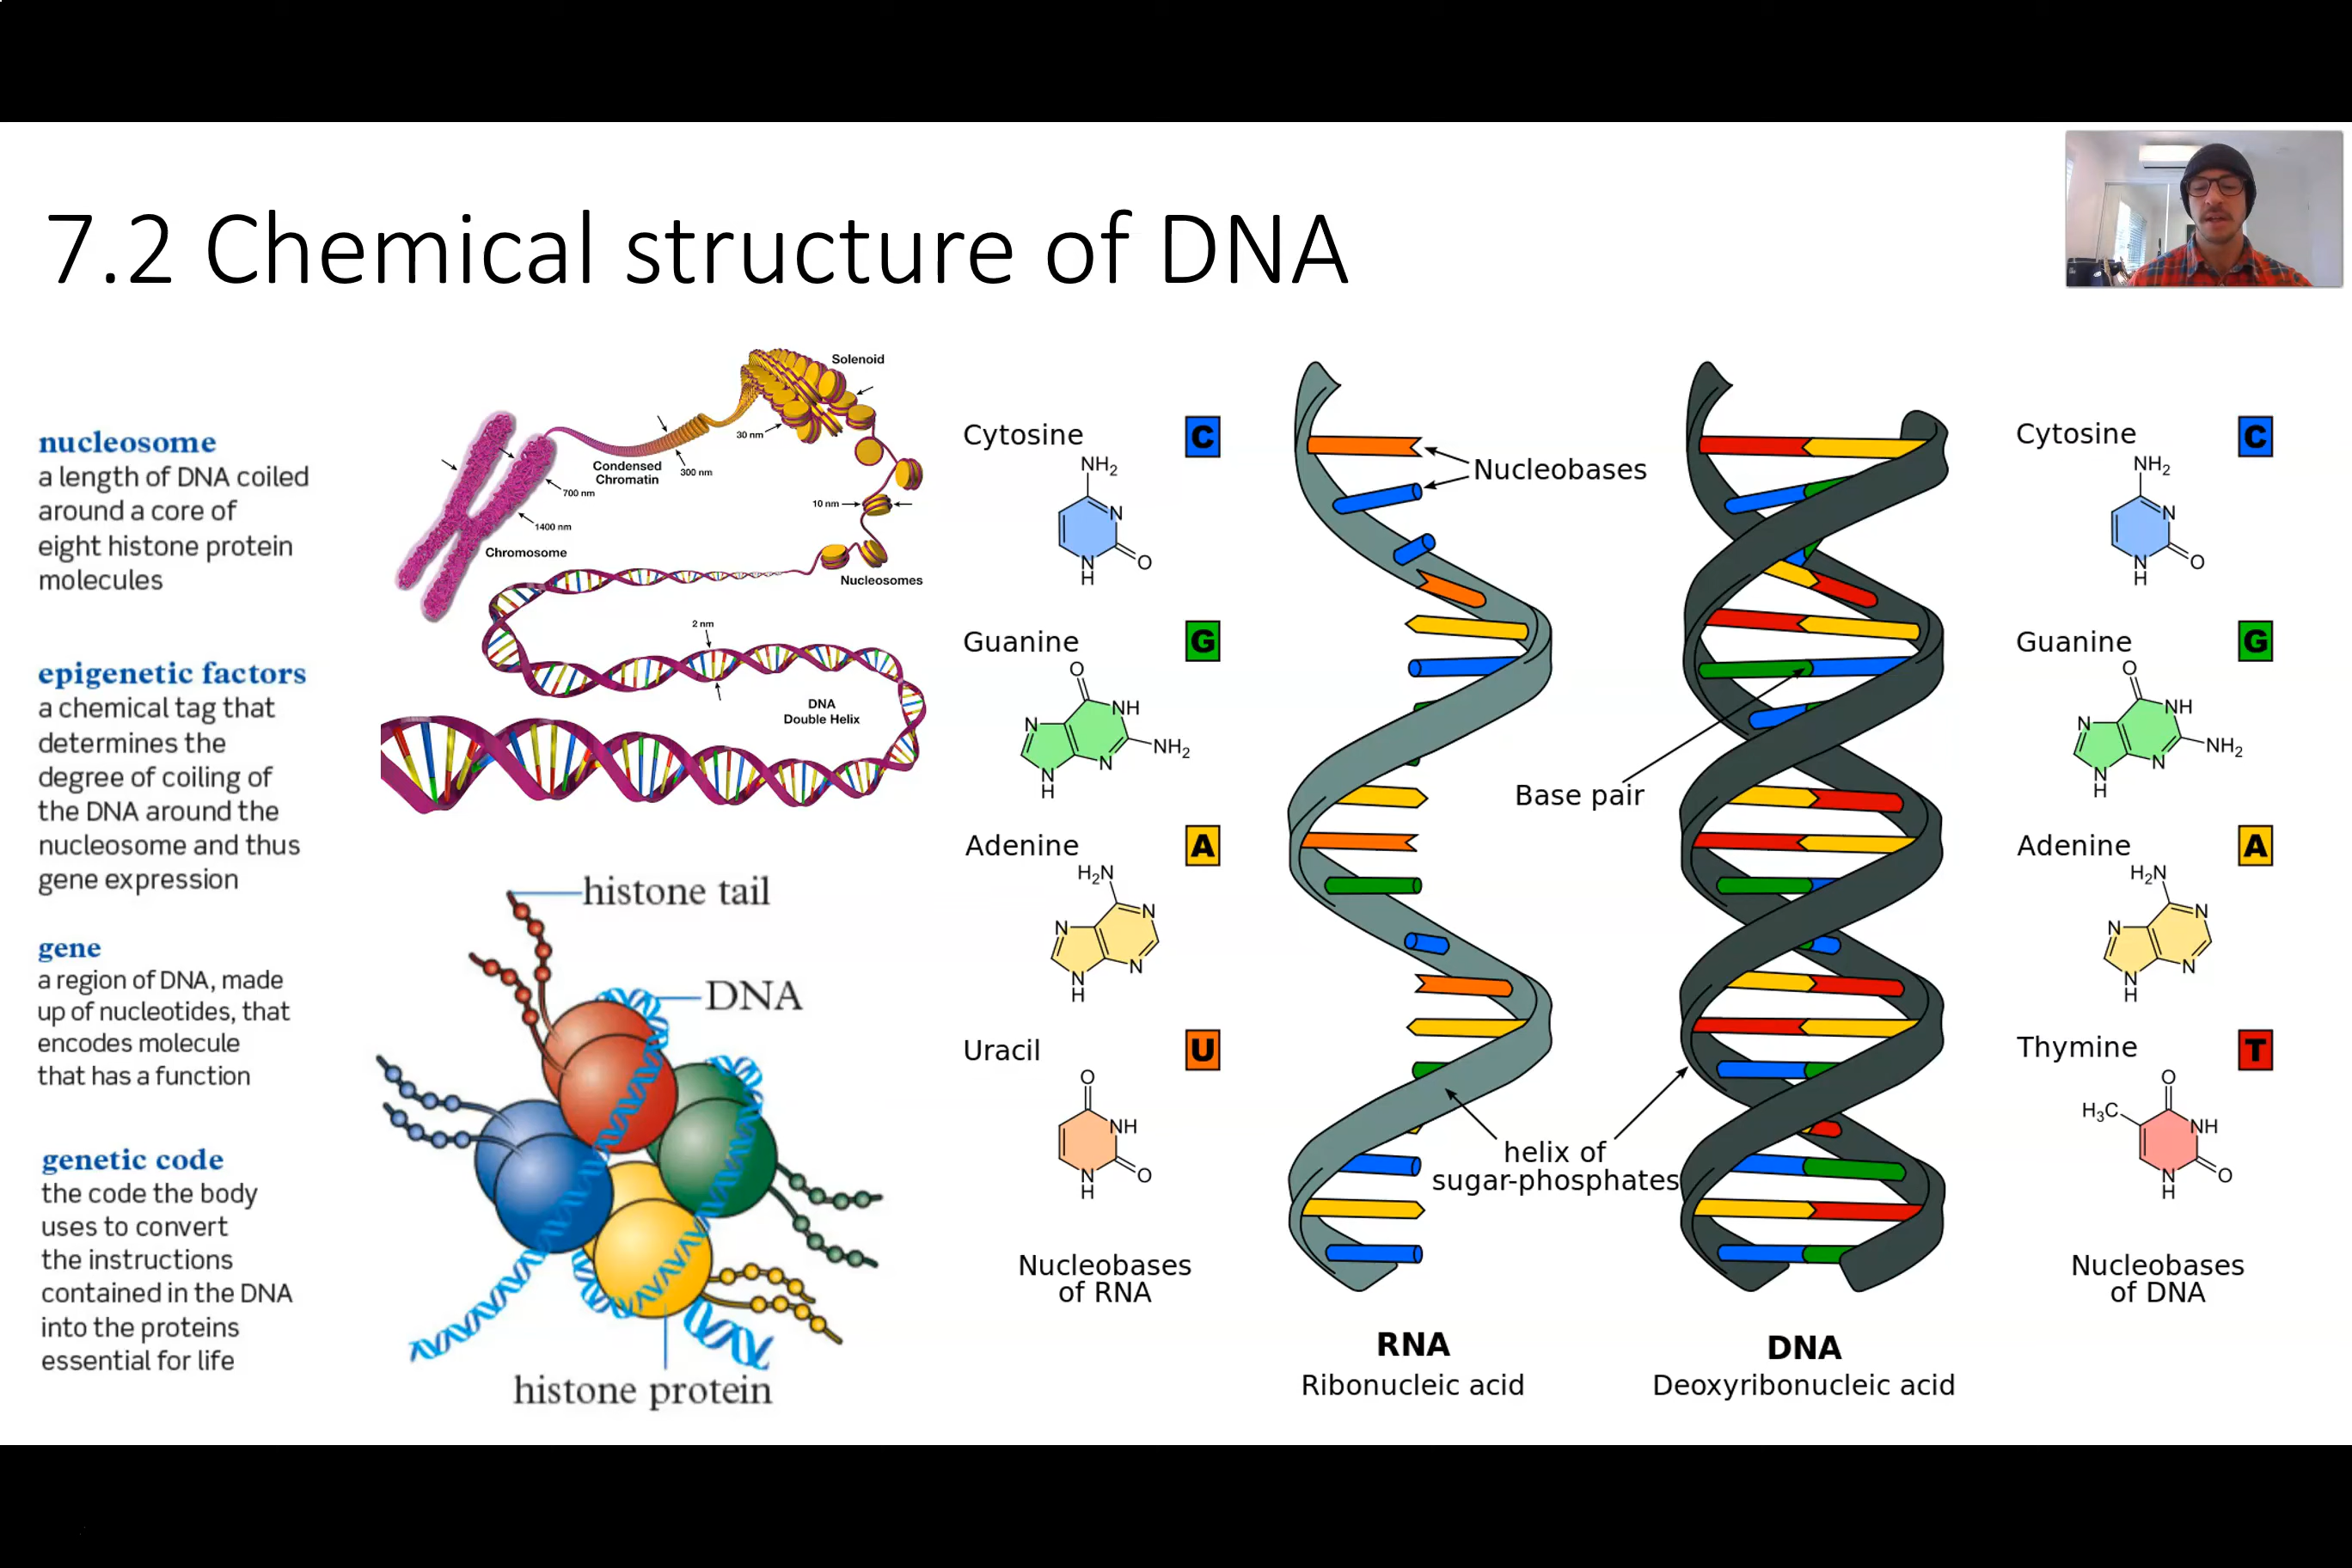 7.2 Chemical structure of DNA
nucleosome
a length of DNA coiled
around a core of
eight histone protein
molecules
epigenetic factors
a chemical tag that
determines the
degree of coiling of
the DNA around the
nucleosome and thus
gene expression
gene
a region of DNA, made
up of nucleotides, that
encodes molecule
that has a function
genetic code
the code the body
uses to convert
the instructions
contained in the DNA
into the proteins
essential for life
Solenoid
30 nm
Condensed
Chromatin
300 nm
700 nm
1400 nm
10 nm
Chromosome
Nucleosomes
2 nm
DNA
Double Helix
histone tail
DNA
histone protein
Cytosine
C
NH2
N
N
H
O
Guanine
G
O
N
NH
N
H
N
NH2
Adenine
A
H2N
N
N
N
H
N
Uracil
U
O
NH
N
H
O
Nucleobases
of RNA
Nucleobases
Base pair
helix of
sugar-phosphates
RNA
Ribonucleic acid
DNA
Deoxyribonucleic acid
Cytosine
C
NH2
N
N
H
O
Guanine
G
O
N
NH
N
H
N
NH2
Adenine
A
H2N
N
N
N
H
N
Thymine
T
O
H3C
NH
N
H
O
Nucleobases
of DNA